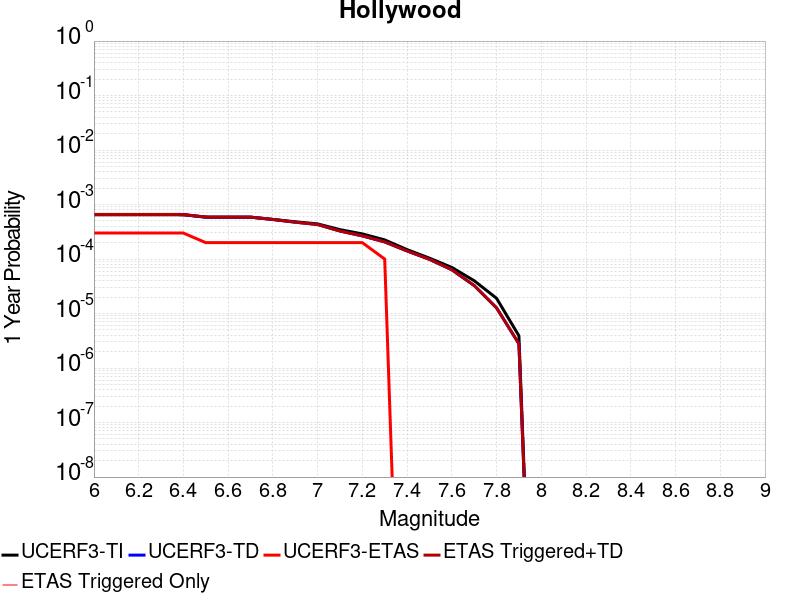 Hollywood
10^0
10^-1
10^-2
10^-3
10^-4
10^-5
10^-6
10^-7
10^-8
1 Year Probability
6 6.2 6.4 6.6 6.8 7 7.2 7.4 7.6 7.8 8 8.2 8.4 8.6 8.8 9
Magnitude
UCERF3-TI UCERF3-TD UCERF3-ETAS ETAS Triggered+TD
ETAS Triggered Only